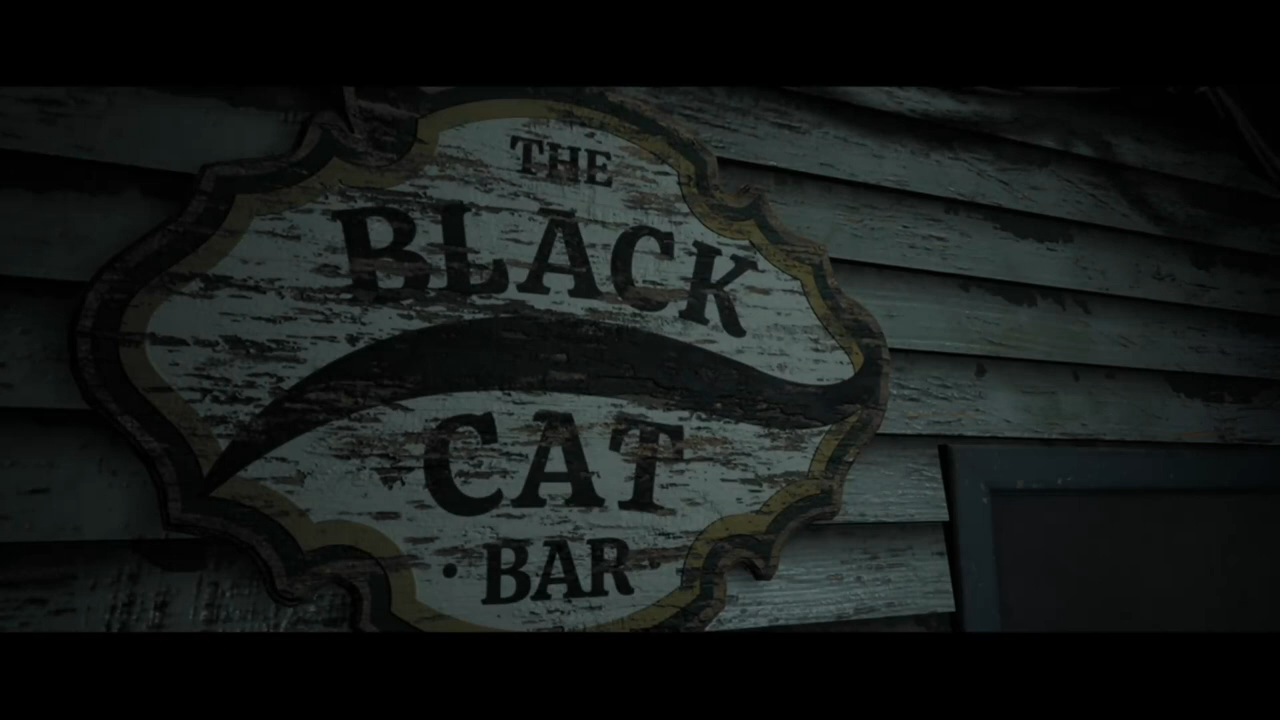 THE
BLACK
CAT
· BAR ·